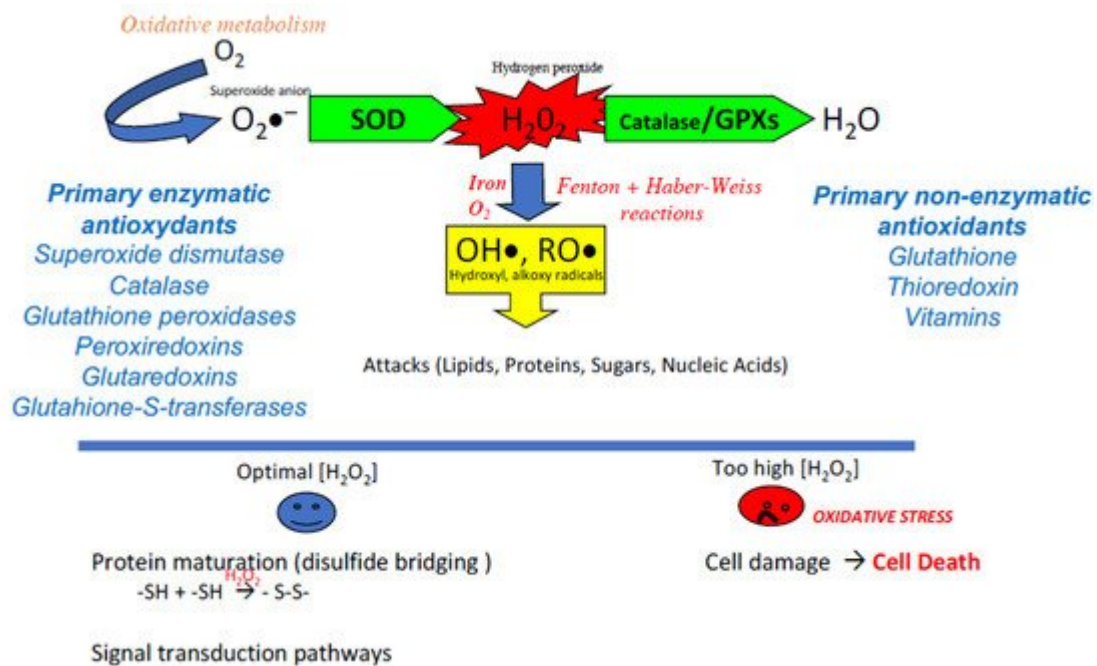 Oxidative metabolism
O₂
Superoxide anion
O₂●⁻
SOD
Hydrogen peroxide
H₂0₂
Catalase/GPXs
H₂O
Iron
O₂
Fenton + Haber-Weiss
reactions
OH●, RO●
Hydroxyl, alkoxy radicals
Attacks (Lipids, Proteins, Sugars, Nucleic Acids)
Primary enzymatic
antioxydants
Superoxide dismutase
Catalase
Glutathione peroxidases
Peroxiredoxins
Glutaredoxins
Glutahione-S-transferases
Primary non-enzymatic
antioxidants
Glutathione
Thioredoxin
Vitamins
Optimal [H₂O₂]
Protein maturation (disulfide bridging )
H₂O₂
-SH + -SH → - S-S-
Signal transduction pathways
Too high [H₂O₂]
OXIDATIVE STRESS
Cell damage → Cell Death